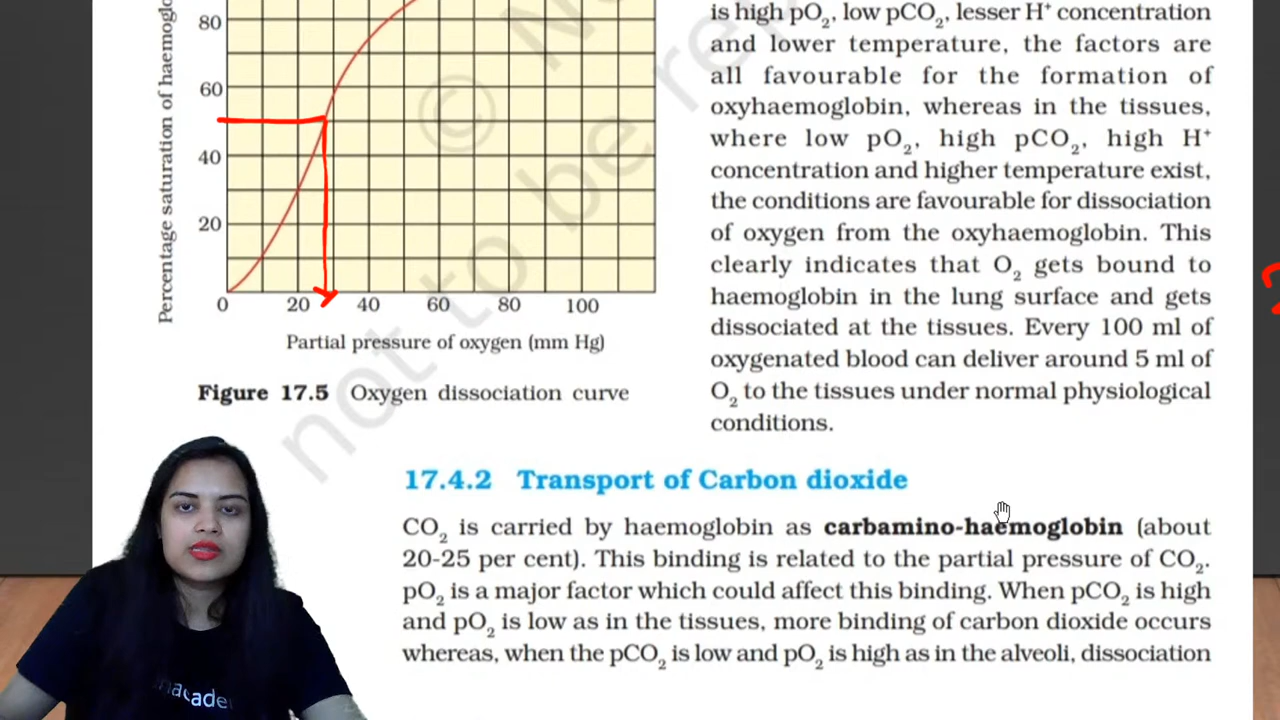 Percentage saturation of haemoglo
80
60
40
20
0
20
40
60
80
100
Partial pressure of oxygen (mm Hg)
Figure 17.5 Oxygen dissociation curve
© N
not to be rep
is high pO₂, low pCO₂, lesser H⁺ concentration
and lower temperature, the factors are
all favourable for the formation of
oxyhaemoglobin, whereas in the tissues,
where low pO₂, high pCO₂, high H⁺
concentration and higher temperature exist,
the conditions are favourable for dissociation
of oxygen from the oxyhaemoglobin. This
clearly indicates that O₂ gets bound to
haemoglobin in the lung surface and gets
dissociated at the tissues. Every 100 ml of
oxygenated blood can deliver around 5 ml of
O₂ to the tissues under normal physiological
conditions.
17.4.2 Transport of Carbon dioxide
CO₂ is carried by haemoglobin as carbamino-haemoglobin (about
20-25 per cent). This binding is related to the partial pressure of CO₂.
pO₂ is a major factor which could affect this binding. When pCO₂ is high
and pO₂ is low as in the tissues, more binding of carbon dioxide occurs
whereas, when the pCO₂ is low and pO₂ is high as in the alveoli, dissociation